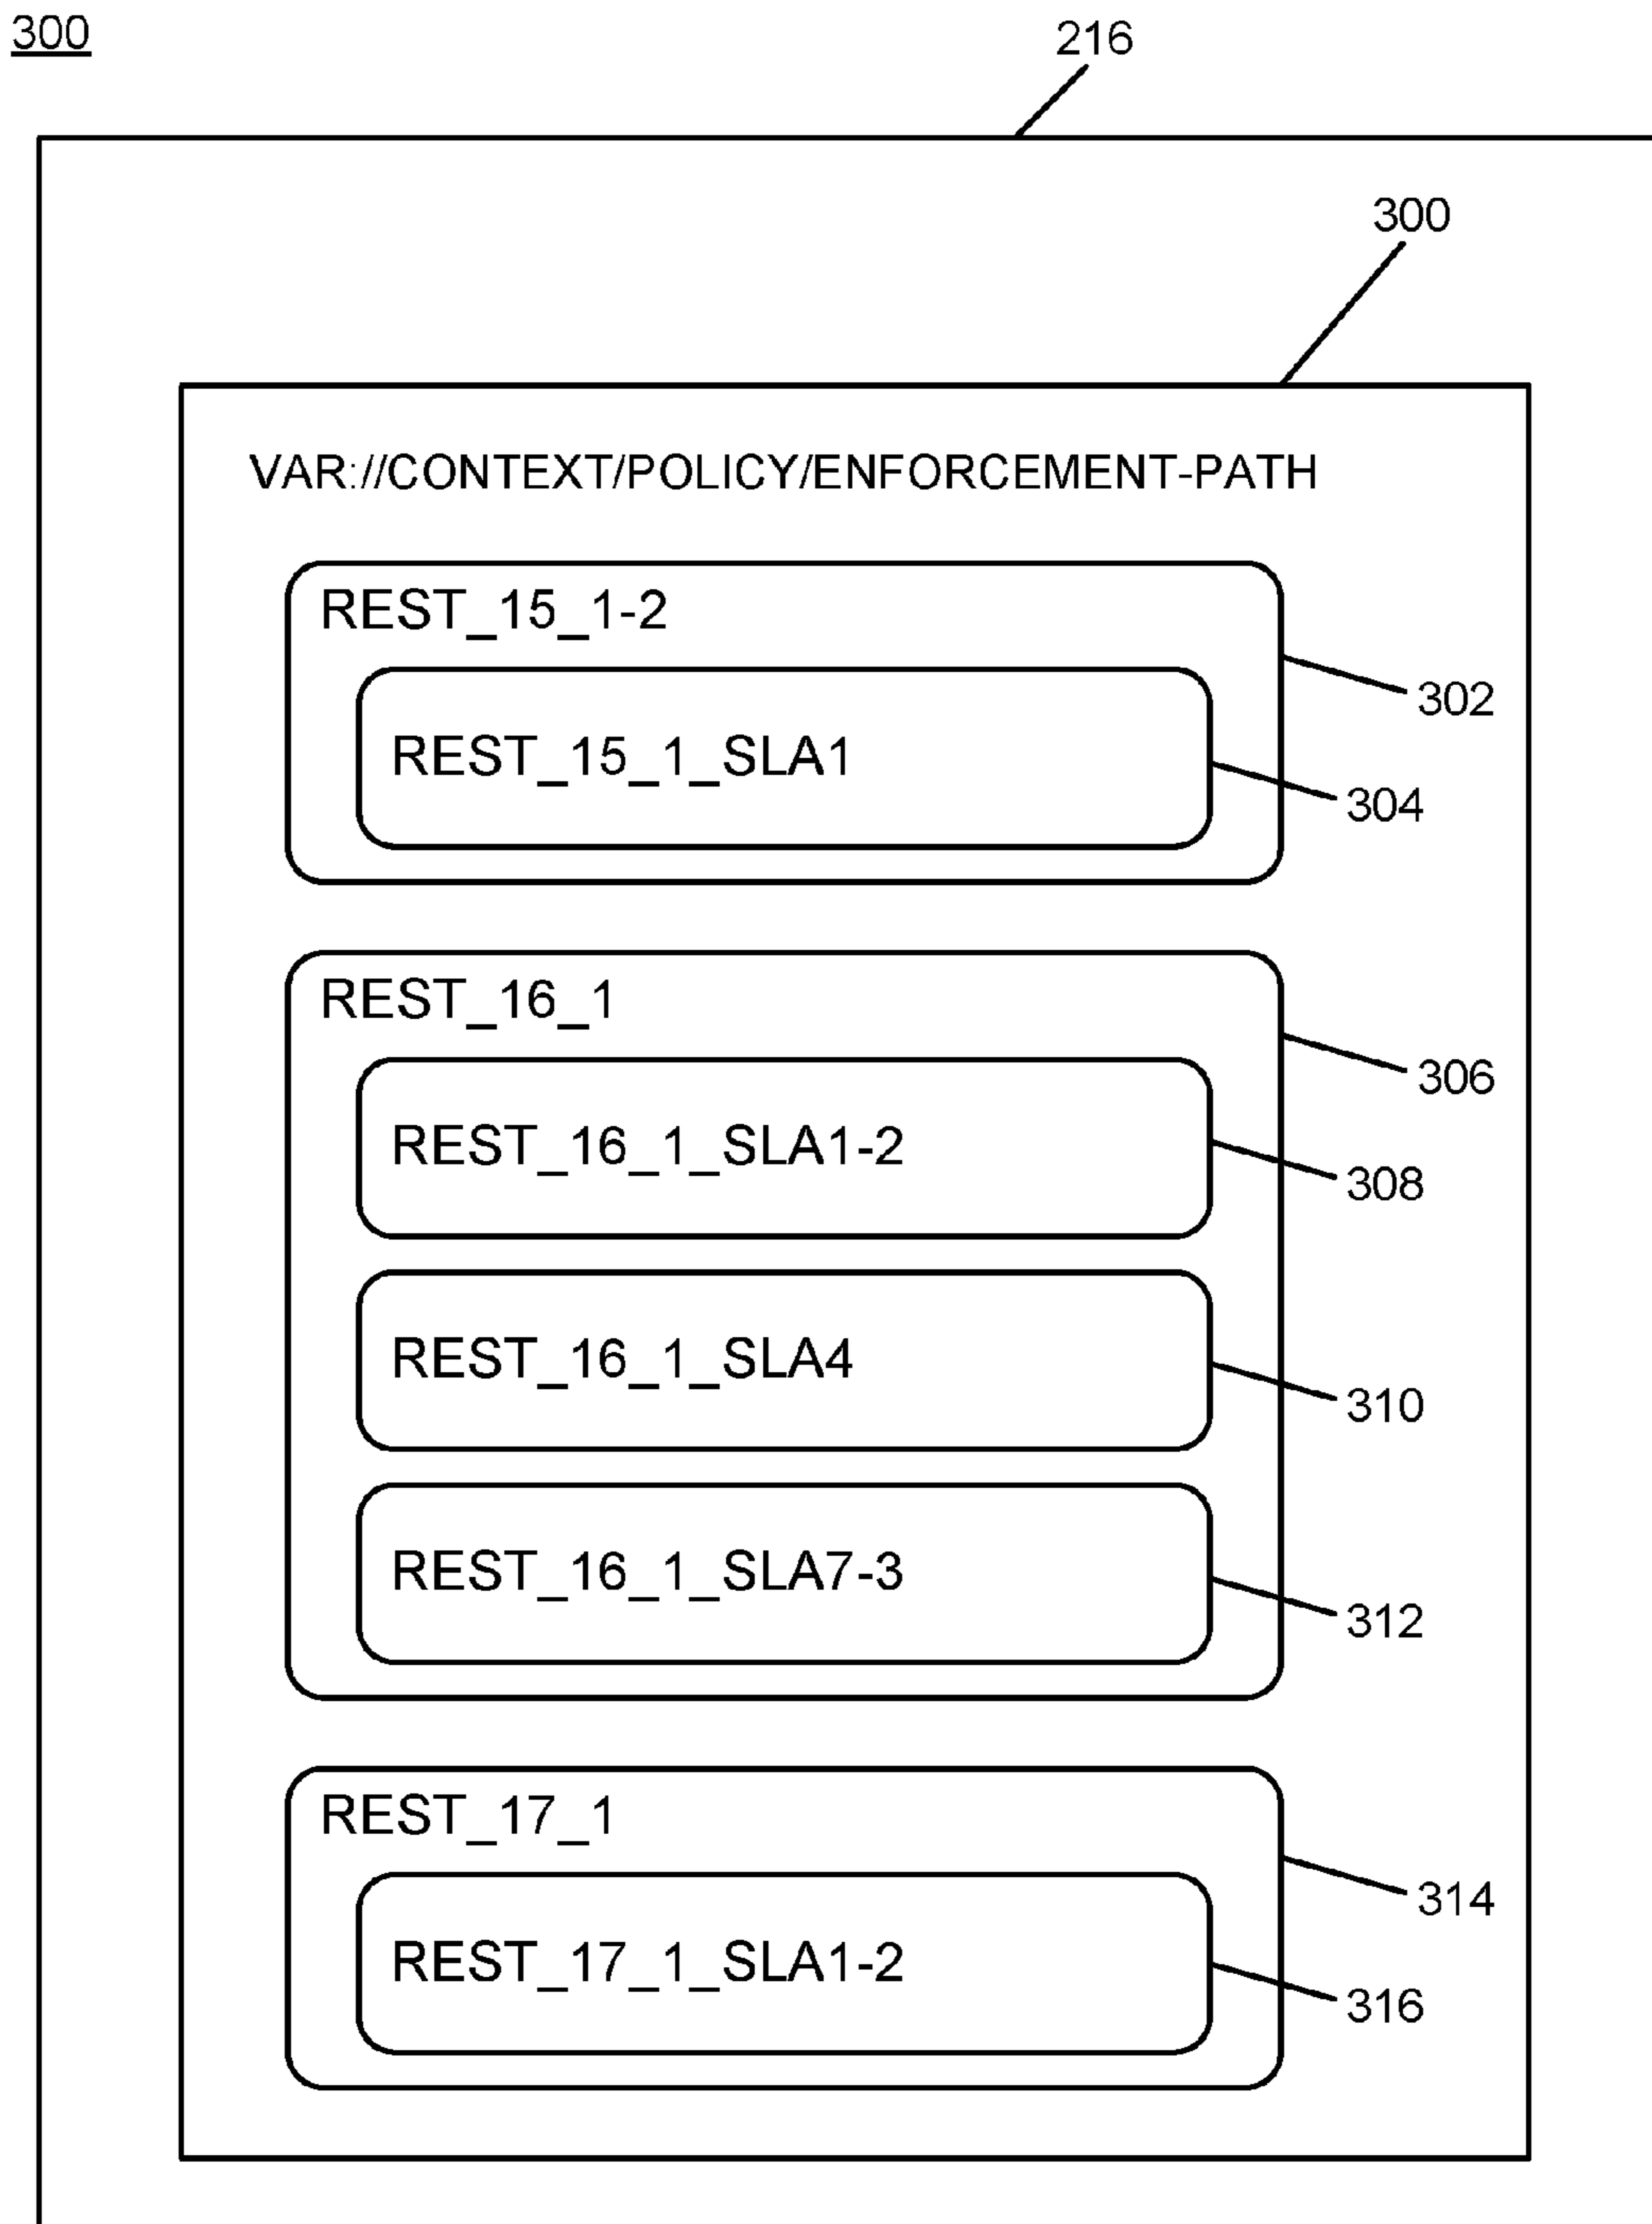 300
216
300
VAR://CONTEXT/POLICY/ENFORCEMENT-PATH
REST_15_1-2
302
REST_15_1_SLA1
304
REST_16_1
306
REST_16_1_SLA1-2
308
REST_16_1_SLA4
310
REST_16_1_SLA7-3
312
REST_17_1
314
REST_17_1_SLA1-2
316